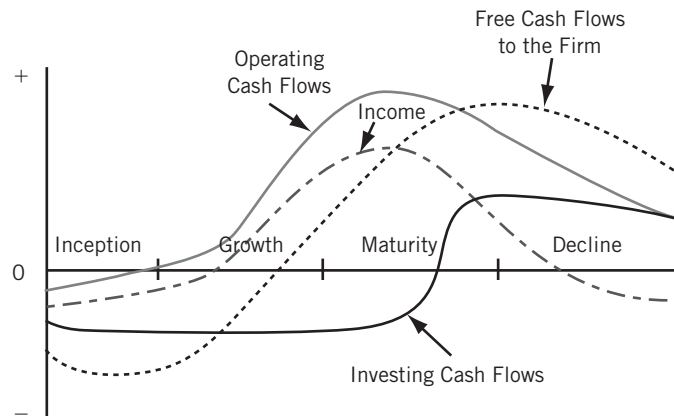 Free Cash Flows
to the Firm
+
Operating
Cash Flows
Income
Inception
Growth
Maturity
Decline
0
Investing Cash Flows
–